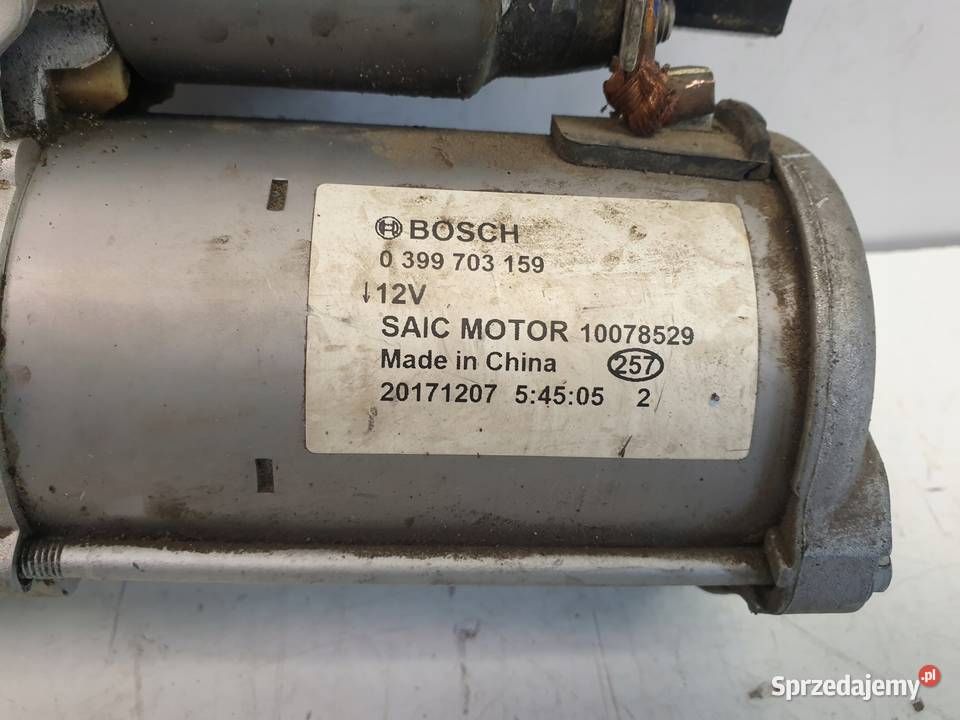 BOSCH
0 399 703 159
↓12V
SAIC MOTOR 10078529
Made in China 257
20171207 5:45:05 2
Sprzedajemy.pl